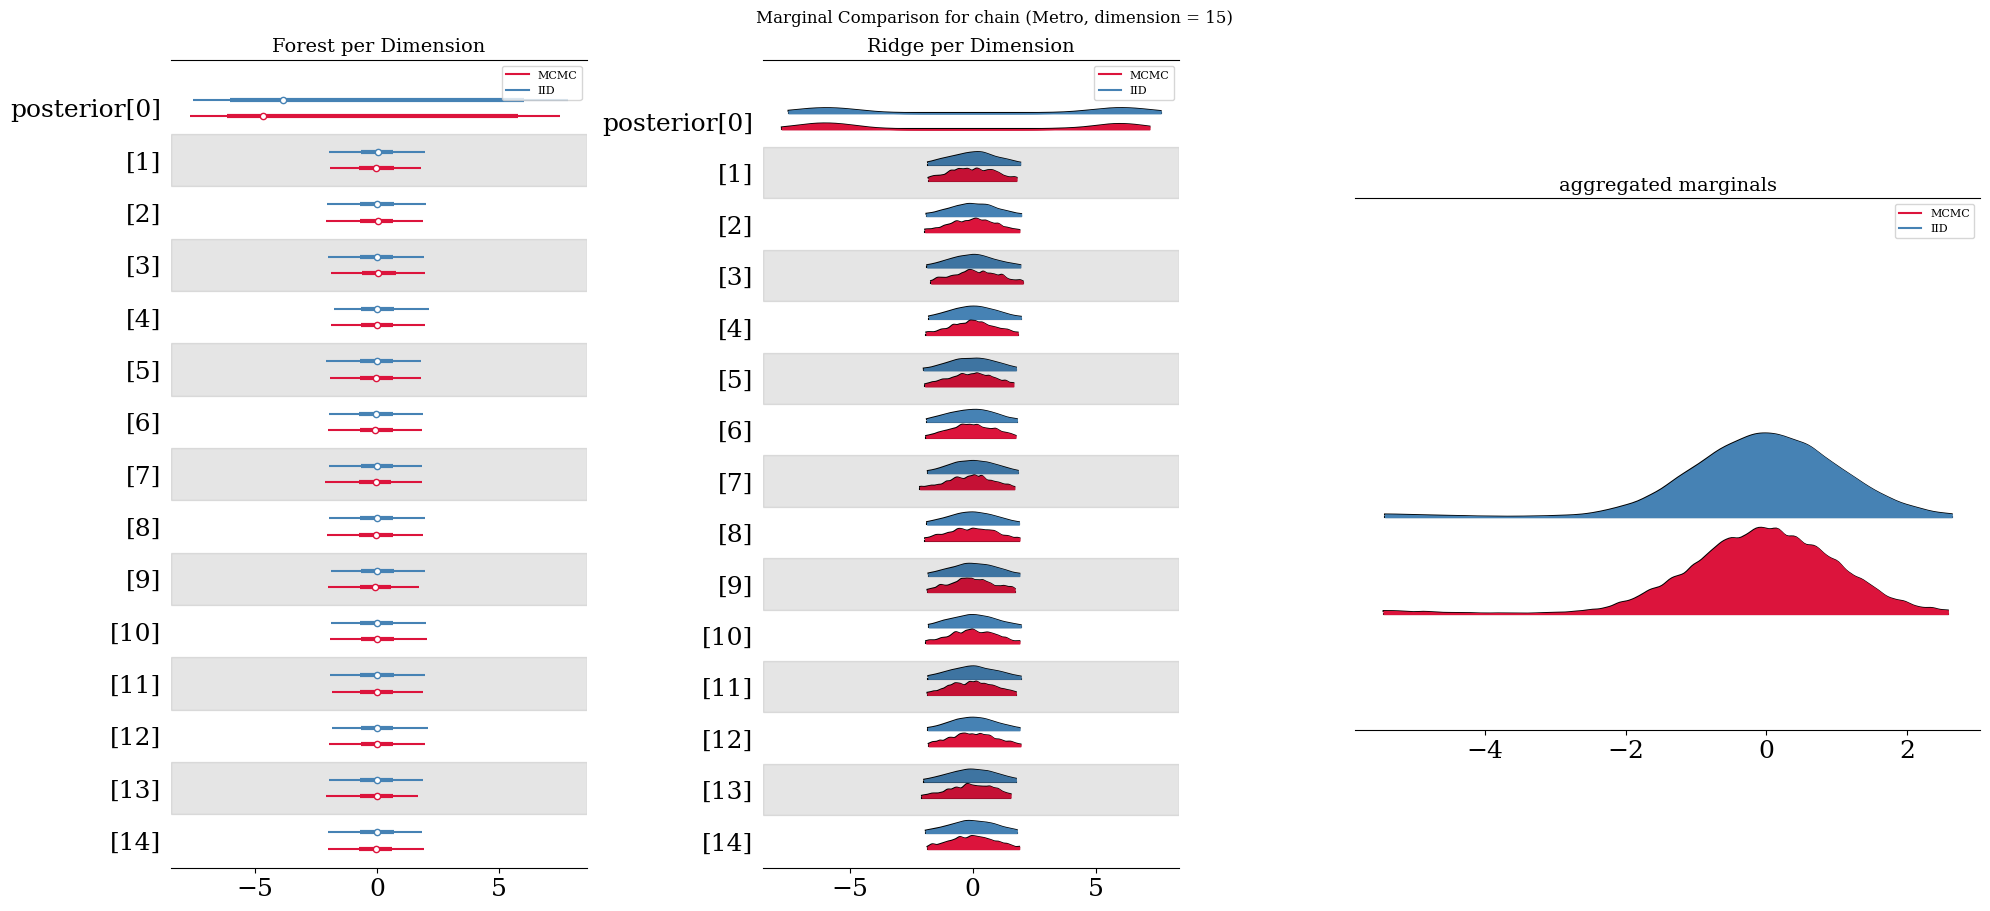 Marginal Comparison for chain (Metro, dimension = 15)
Forest per Dimension
MCMC
IID
posterior[0]
[1]
[2]
[3]
[4]
[5]
[6]
[7]
[8]
[9]
[10]
[11]
[12]
[13]
[14]
−5 0 5
Ridge per Dimension
MCMC
IID
posterior[0]
[1]
[2]
[3]
[4]
[5]
[6]
[7]
[8]
[9]
[10]
[11]
[12]
[13]
[14]
−5 0 5
aggregated marginals
MCMC
IID
−4 −2 0 2